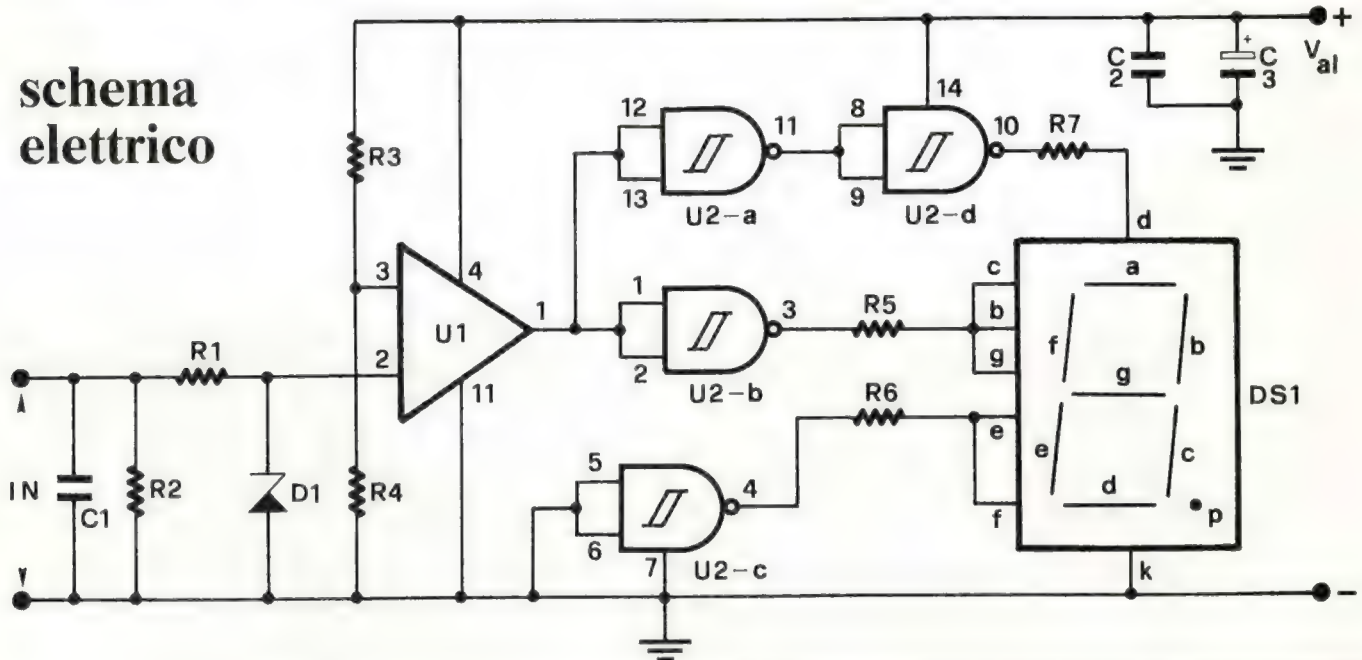 schema
elettrico
+
Val
C
2
+
C
3
14
12
13
11
U2-a
8
9
10
U2-d
R7
d
R3
3
4
2
U1
1
11
1
2
3
U2-b
R5
c
b
g
R1
R6
e
f
a
f
b
g
e
c
d
p
DS1
IN
C1
R2
D1
R4
5
6
4
7
U2-c
k
-